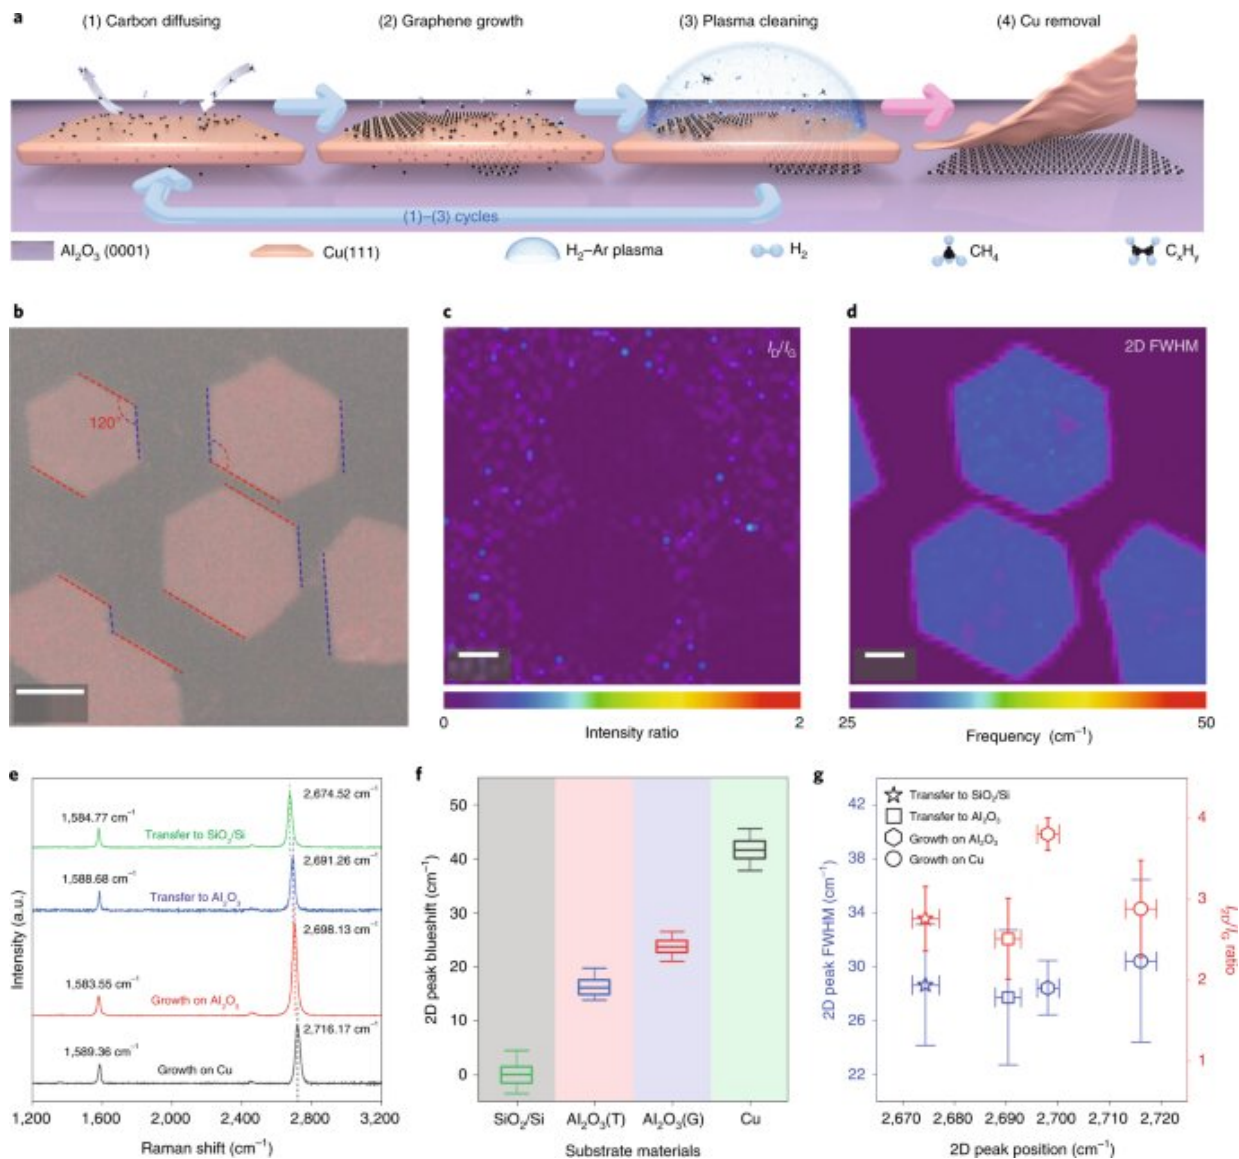 a
(1) Carbon diffusing
(2) Graphene growth
(3) Plasma cleaning
(4) Cu removal
(1)–(3) cycles
Al₂O₃ (0001)
Cu(111)
H₂–Ar plasma
H₂
CH₄
CₓHᵧ
b
120°
c
I_D/I_G
0
2
Intensity ratio
d
2D FWHM
25
50
Frequency (cm⁻¹)
e
2,674.52 cm⁻¹
1,584.77 cm⁻¹
Transfer to SiO₂/Si
2,691.26 cm⁻¹
1,588.68 cm⁻¹
Transfer to Al₂O₃
2,698.13 cm⁻¹
1,583.55 cm⁻¹
Growth on Al₂O₃
2,716.17 cm⁻¹
1,589.36 cm⁻¹
Growth on Cu
Intensity (a.u.)
1,200 1,600 2,000 2,400 2,800 3,200
Raman shift (cm⁻¹)
f
2D peak blueshift (cm⁻¹)
50
40
30
20
10
0
SiO₂/Si Al₂O₃(T) Al₂O₃(G) Cu
Substrate materials
g
Transfer to SiO₂/Si
Transfer to Al₂O₃
Growth on Al₂O₃
Growth on Cu
2D peak FWHM (cm⁻¹)
42
38
34
30
26
22
I_2D/I_G ratio
4
3
2
1
2,670 2,680 2,690 2,700 2,710 2,720
2D peak position (cm⁻¹)